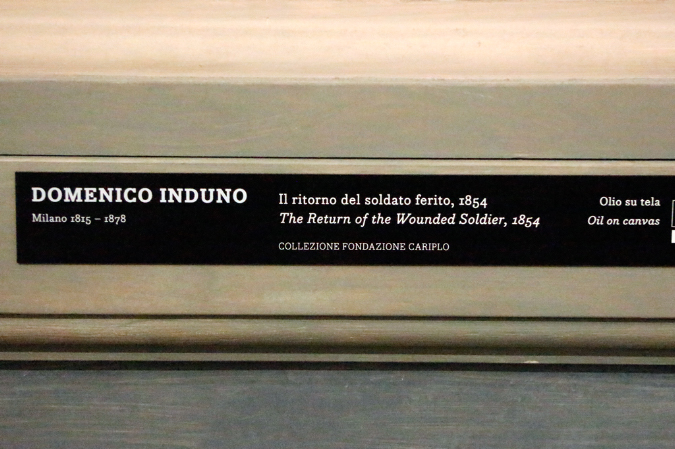 DOMENICO INDUNO
Milano 1815 – 1878
Il ritorno del soldato ferito, 1854
The Return of the Wounded Soldier, 1854
COLLEZIONE FONDAZIONE CARIPLO
Olio su tela
Oil on canvas